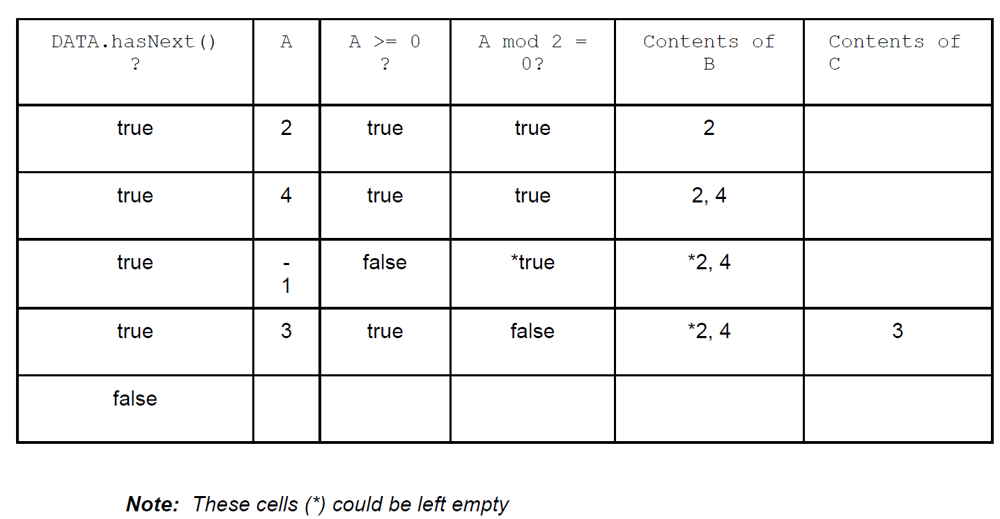 DATA.hasNext() A A >= 0 A mod 2 = Contents of Contents of
? ? 0? B C
true 2 true true 2
true 4 true true 2, 4
true - false *true *2, 4
1
true 3 true false *2, 4 3
false
Note: These cells (*) could be left empty